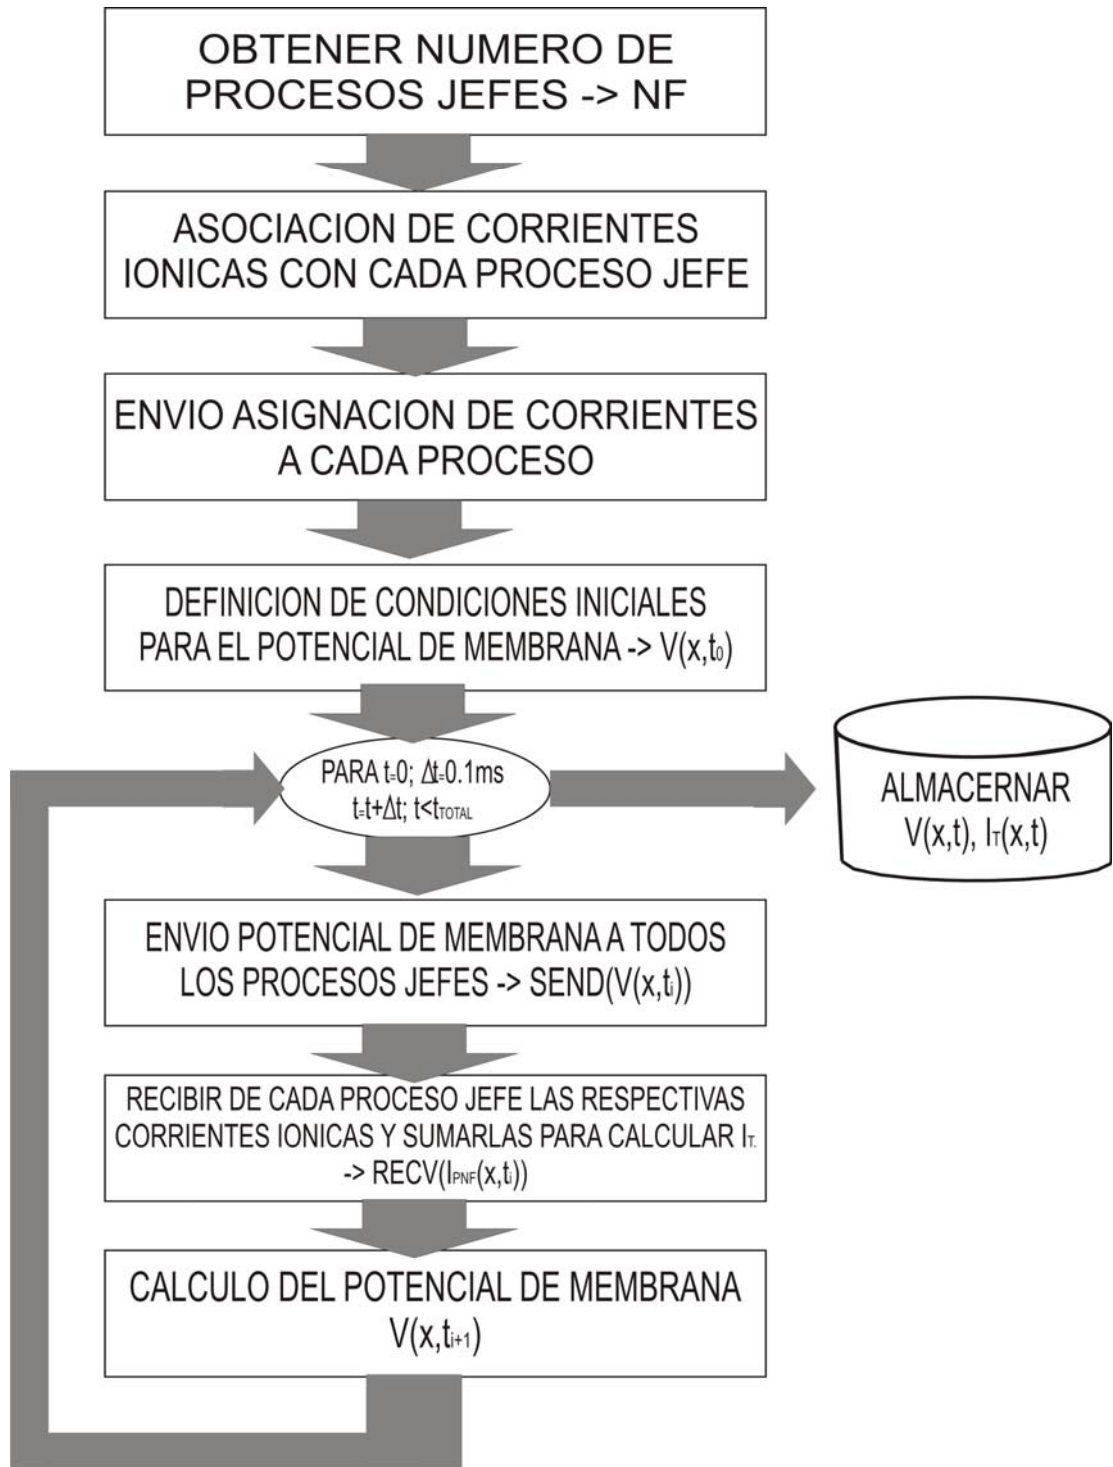 OBTENER NUMERO DE
PROCESOS JEFES -> NF
ASOCIACION DE CORRIENTES
IONICAS CON CADA PROCESO JEFE
ENVIO ASIGNACION DE CORRIENTES
A CADA PROCESO
DEFINICION DE CONDICIONES INICIALES
PARA EL POTENCIAL DE MEMBRANA -> V(x,t₀)
PARA t=0; Δt=0.1ms
t=t+Δt; t<tTOTAL
ALMACERNAR
V(x,t), IT(x,t)
ENVIO POTENCIAL DE MEMBRANA A TODOS
LOS PROCESOS JEFES -> SEND(V(x,tᵢ))
RECIBIR DE CADA PROCESO JEFE LAS RESPECTIVAS
CORRIENTES IONICAS Y SUMARLAS PARA CALCULAR IT.
-> RECV(IPNF(x,tᵢ))
CALCULO DEL POTENCIAL DE MEMBRANA
V(x,tᵢ₊₁)